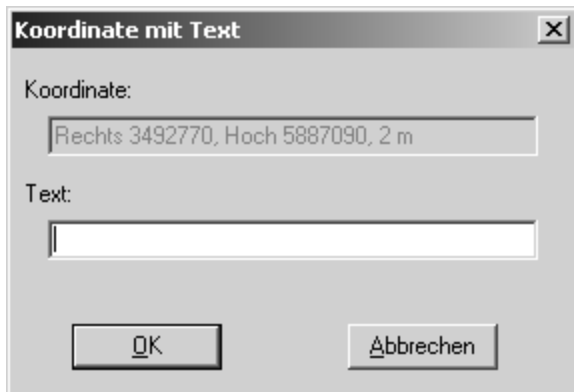 Koordinate mit Text
Koordinate:
Rechts 3492770, Hoch 5887090, 2 m
Text:
OK
Abbrechen